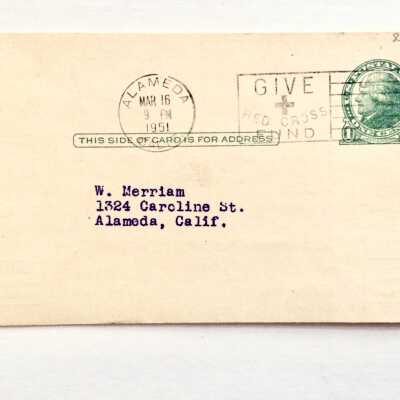 ALAMEDA
MAR 16
9 PM
1951
GIVE
RED CROSS
FUND
THIS SIDE OF CARD IS FOR ADDRESS
W. Merriam
1324 Caroline St.
Alameda, Calif.